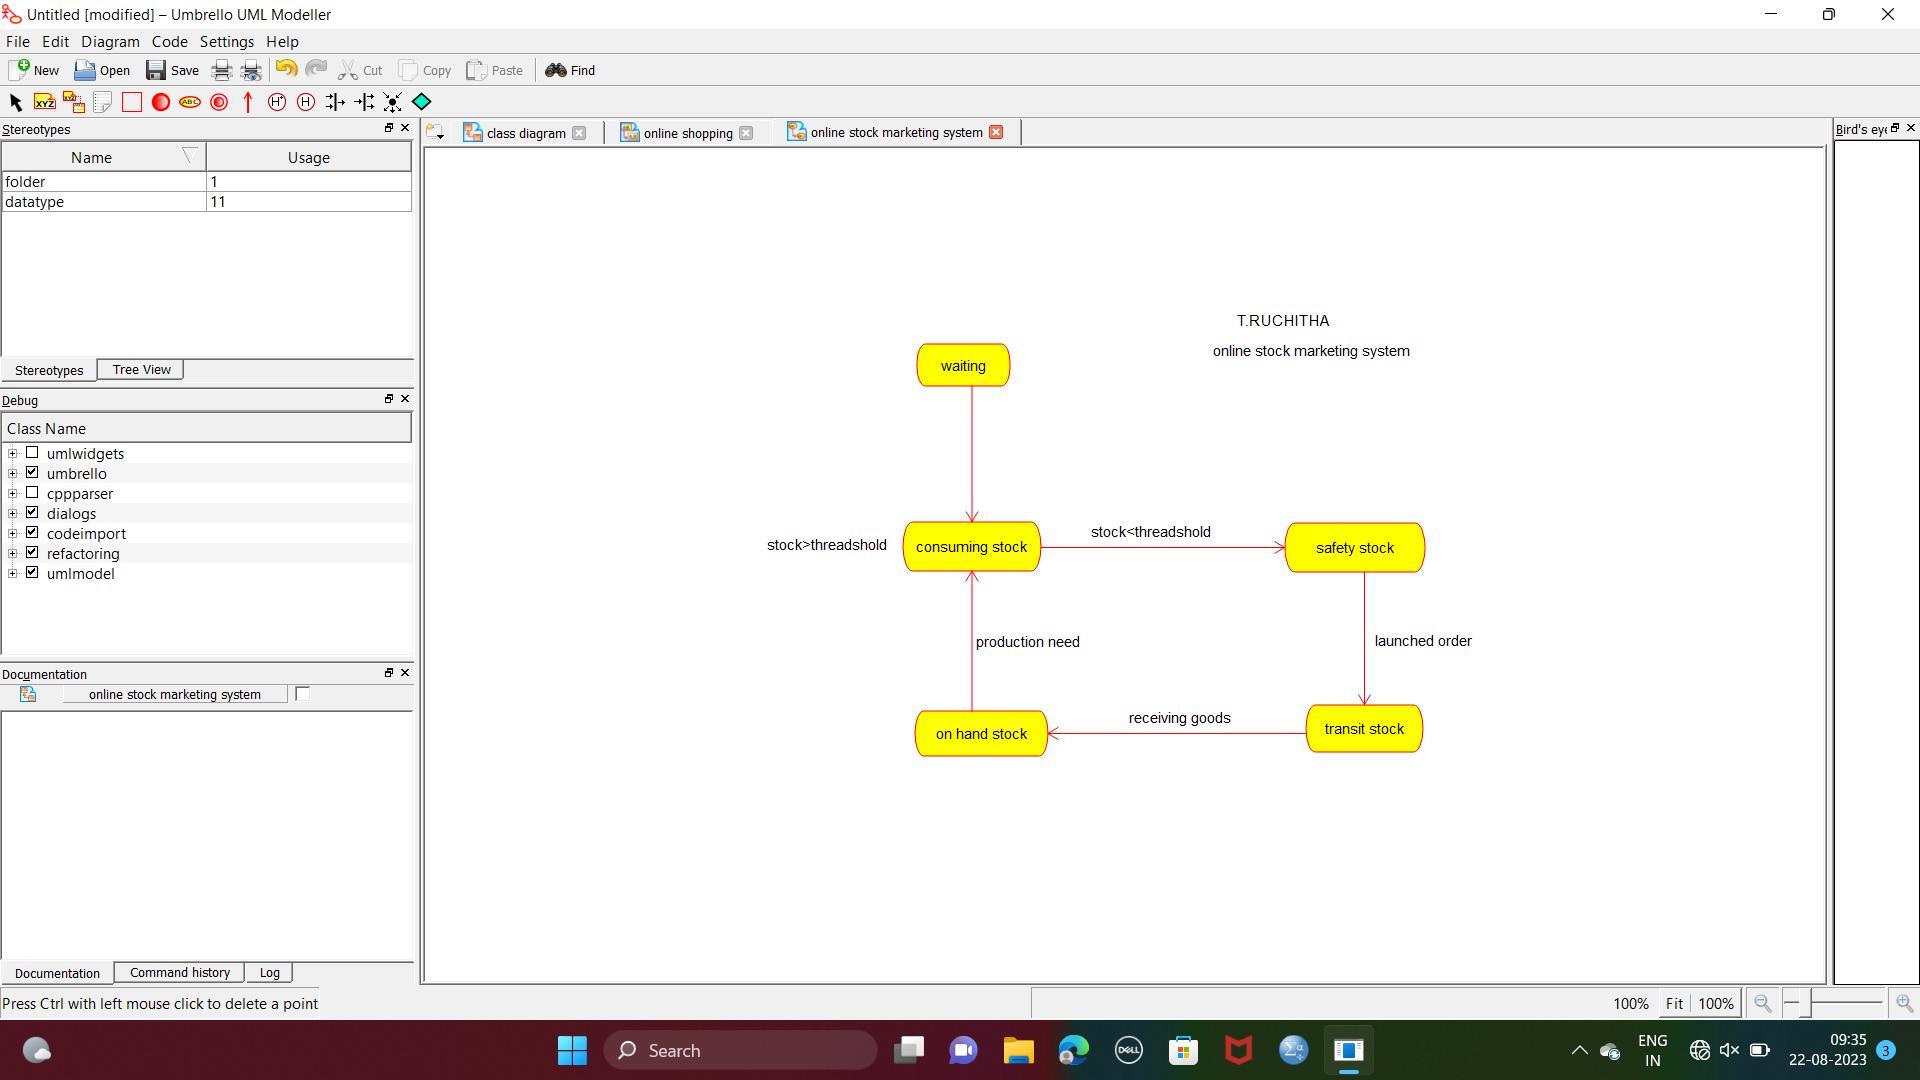 Untitled [modified] – Umbrello UML Modeller
File Edit Diagram Code Settings Help
New Open Save Cut Copy Paste Find
XYZ XYZ ABC H* H
Stereotypes
Name Usage
folder 1
datatype 11
Stereotypes Tree View
Debug
Class Name
umlwidgets
umbrello
cppparser
dialogs
codeimport
refactoring
umlmodel
Documentation
online stock marketing system
Documentation Command history Log
class diagram online shopping online stock marketing system
T.RUCHITHA
online stock marketing system
waiting
stock>threadshold
consuming stock
stock<threadshold
safety stock
production need
launched order
on hand stock
receiving goods
transit stock
Bird's eye
Press Ctrl with left mouse click to delete a point
100% Fit 100%
Search
DELL
ENG
IN
09:35
22-08-2023
3